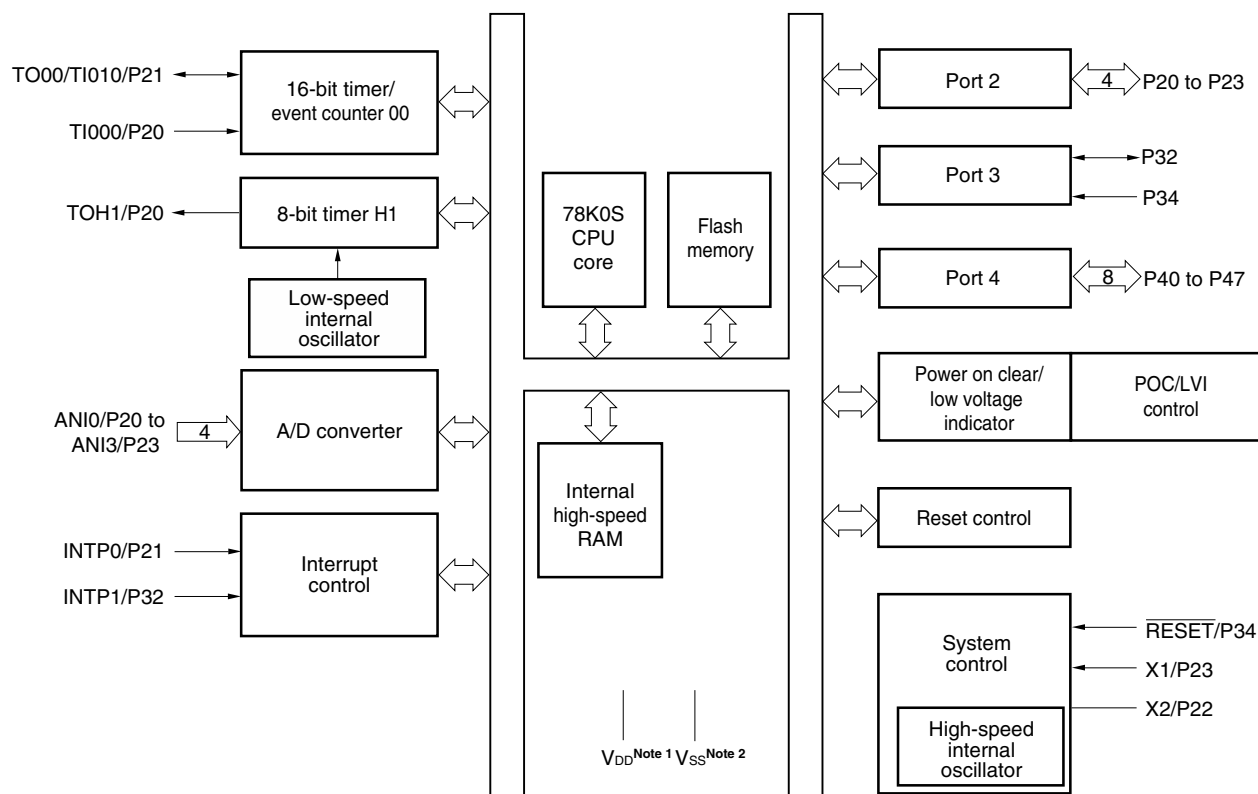 TO00/TI010/P21
TI000/P20
16-bit timer/
event counter 00
TOH1/P20
8-bit timer H1
Low-speed
internal
oscillator
ANI0/P20 to
ANI3/P23
4
A/D converter
INTP0/P21
INTP1/P32
Interrupt
control
78K0S
CPU
core
Flash
memory
Internal
high-speed
RAM
VDD Note 1 VSS Note 2
Port 2
4
P20 to P23
Port 3
P32
P34
Port 4
8
P40 to P47
Power on clear/
low voltage
indicator
POC/LVI
control
Reset control
System
control
RESET/P34
X1/P23
X2/P22
High-speed
internal
oscillator